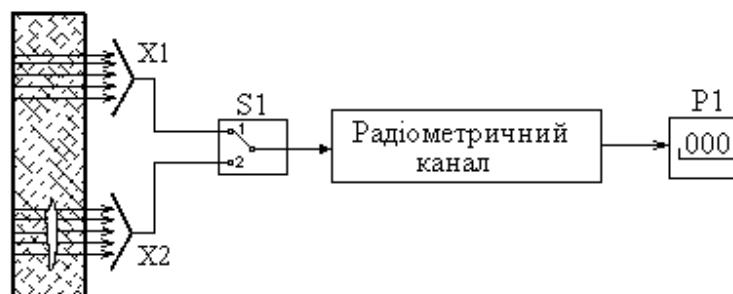 X1
S1
1
2
Радіометричний
канал
P1
000
X2